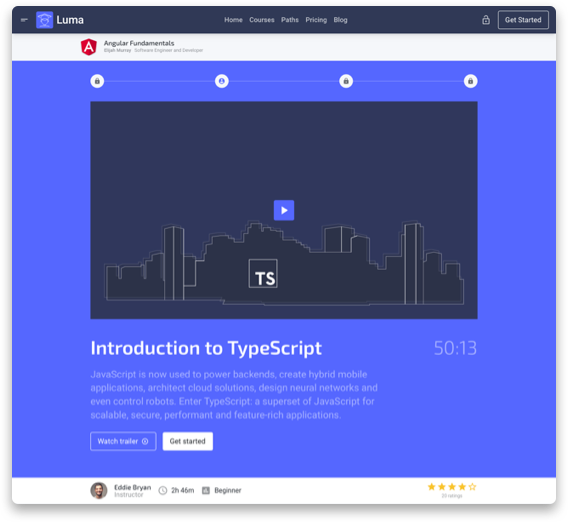 Luma
Home Courses Paths Pricing Blog
Get Started
Angular Fundamentals
Elijah Murray Software Engineer and Developer
TS
Introduction to TypeScript
50:13
JavaScript is now used to power backends, create hybrid mobile
applications, architect cloud solutions, design neural networks and
even control robots. Enter TypeScript: a superset of JavaScript for
scalable, secure, performant and feature-rich applications.
Watch trailer
Get started
Eddie Bryan
Instructor
2h 46m
Beginner
20 ratings